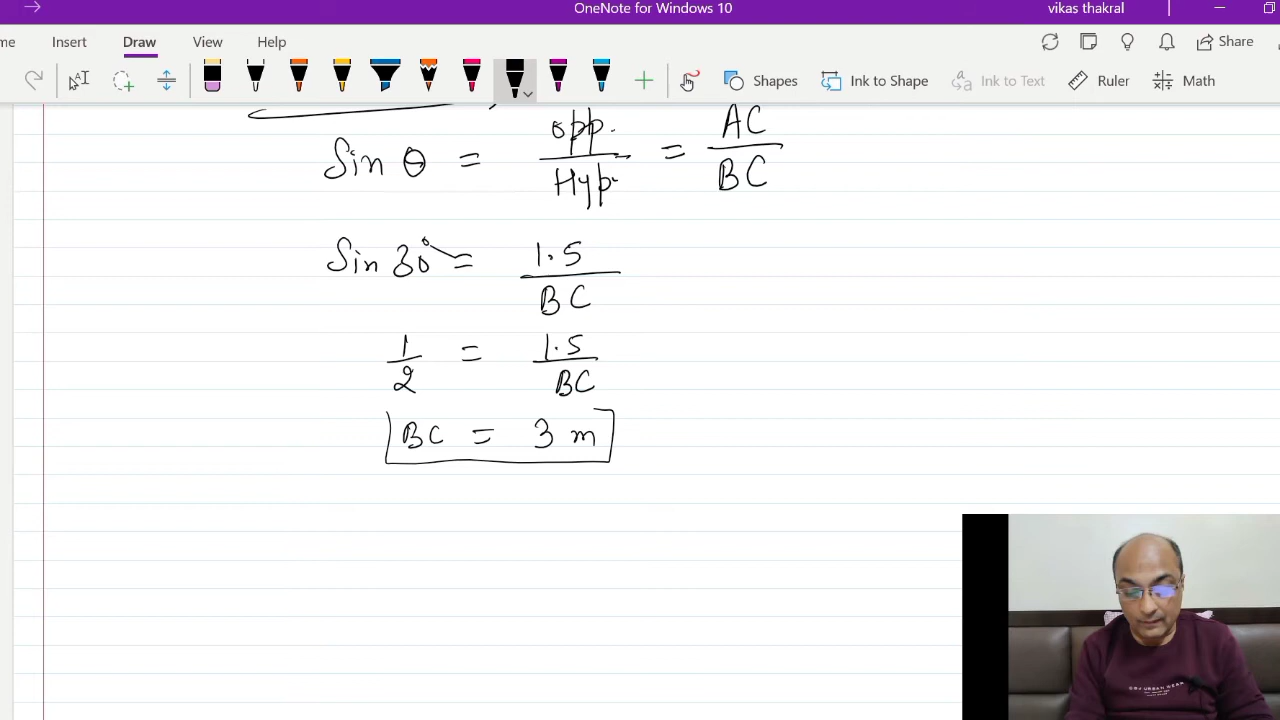 OneNote for Windows 10
vikas thakral
Insert Draw View Help
Share
Shapes Ink to Shape Ink to Text Ruler Math
Sin θ = opp. / Hyp. = AC / BC
Sin 30° = 1.5 / BC
1 / 2 = 1.5 / BC
BC = 3 m